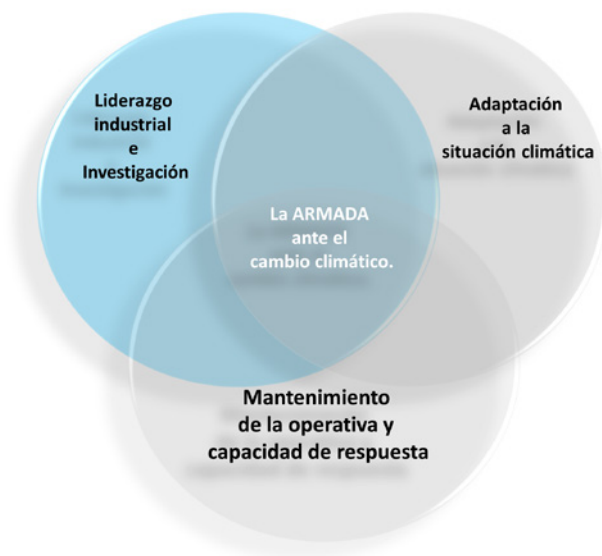 Liderazgo
industrial
e
Investigación
Adaptación
a la
situación climática
La ARMADA
ante el
cambio climático.
Mantenimiento
de la operativa y
capacidad de respuesta